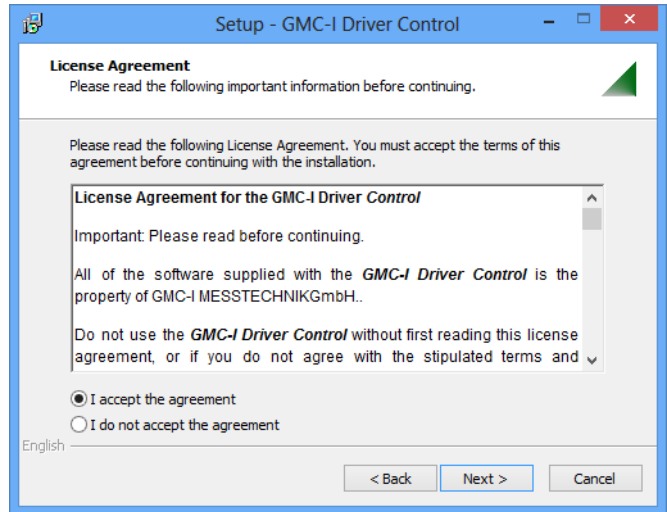 Setup - GMC-I Driver Control
License Agreement
Please read the following important information before continuing.
Please read the following License Agreement. You must accept the terms of this
agreement before continuing with the installation.
License Agreement for the GMC-I Driver Control
Important: Please read before continuing.
All of the software supplied with the GMC-I Driver Control is the
property of GMC-I MESSTECHNIKGmbH..
Do not use the GMC-I Driver Control without first reading this license
agreement, or if you do not agree with the stipulated terms and
I accept the agreement
I do not accept the agreement
English
< Back Next > Cancel